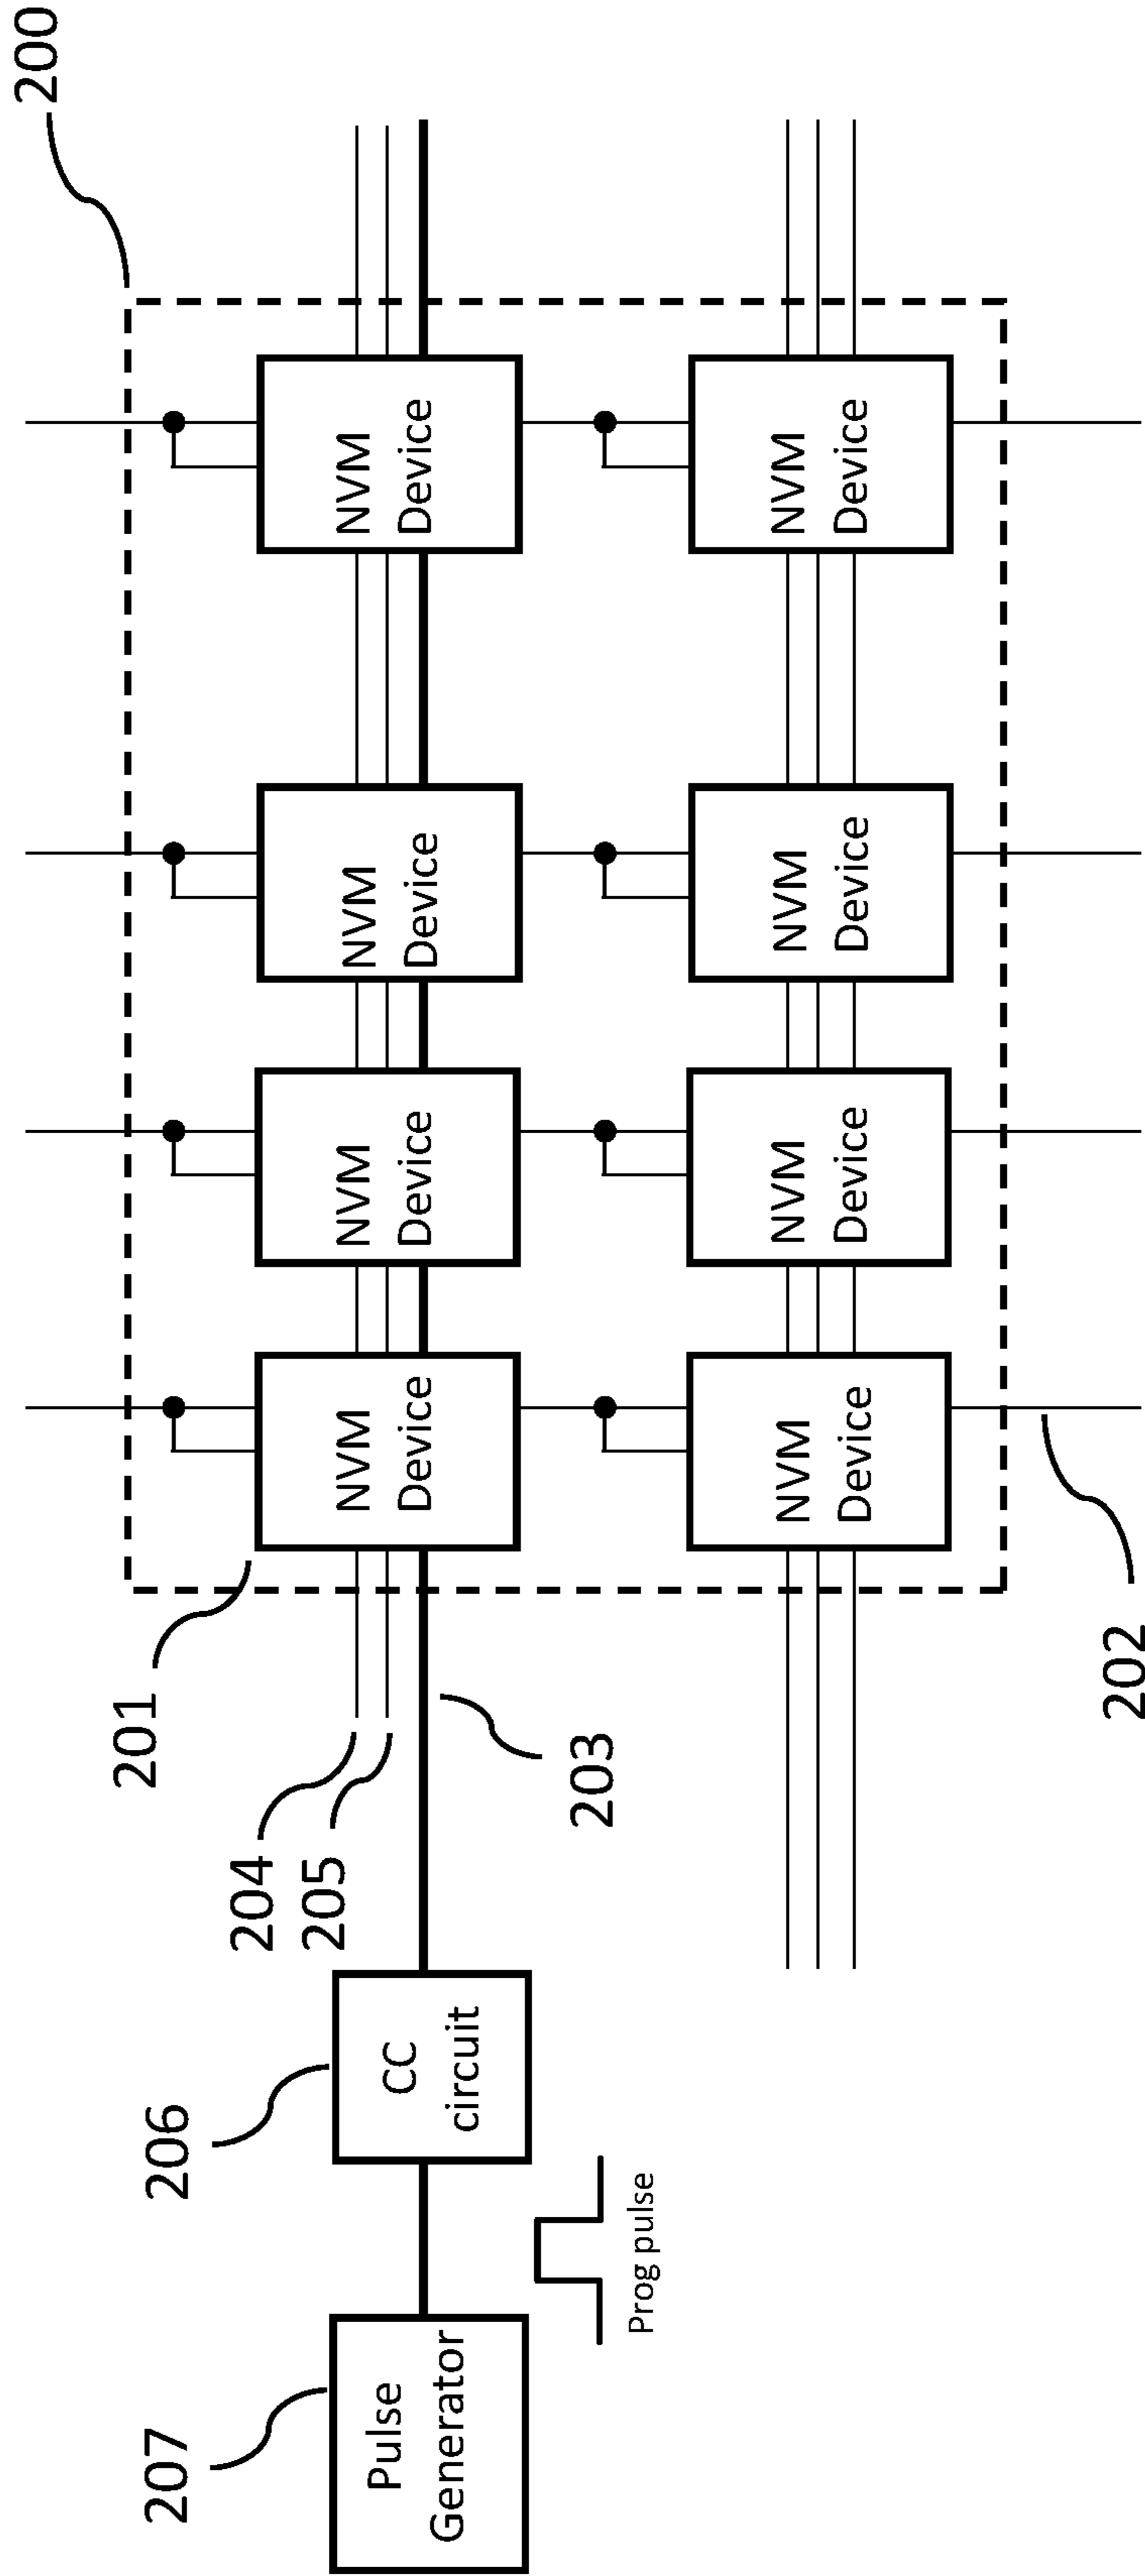 200
201
207
206
204
205
Pulse
Generator
CC
circuit
NVM
Device
NVM
Device
NVM
Device
NVM
Device
203
Prog pulse
NVM
Device
NVM
Device
NVM
Device
NVM
Device
202